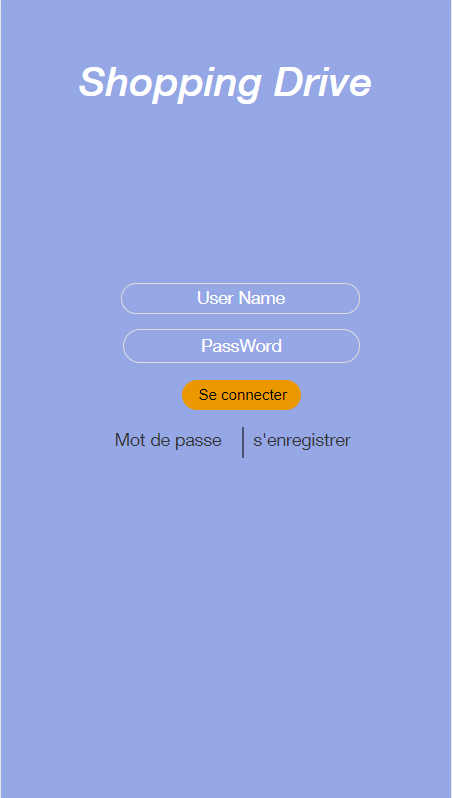 Shopping Drive
User Name
PassWord
Se connecter
Mot de passe
s'enregistrer